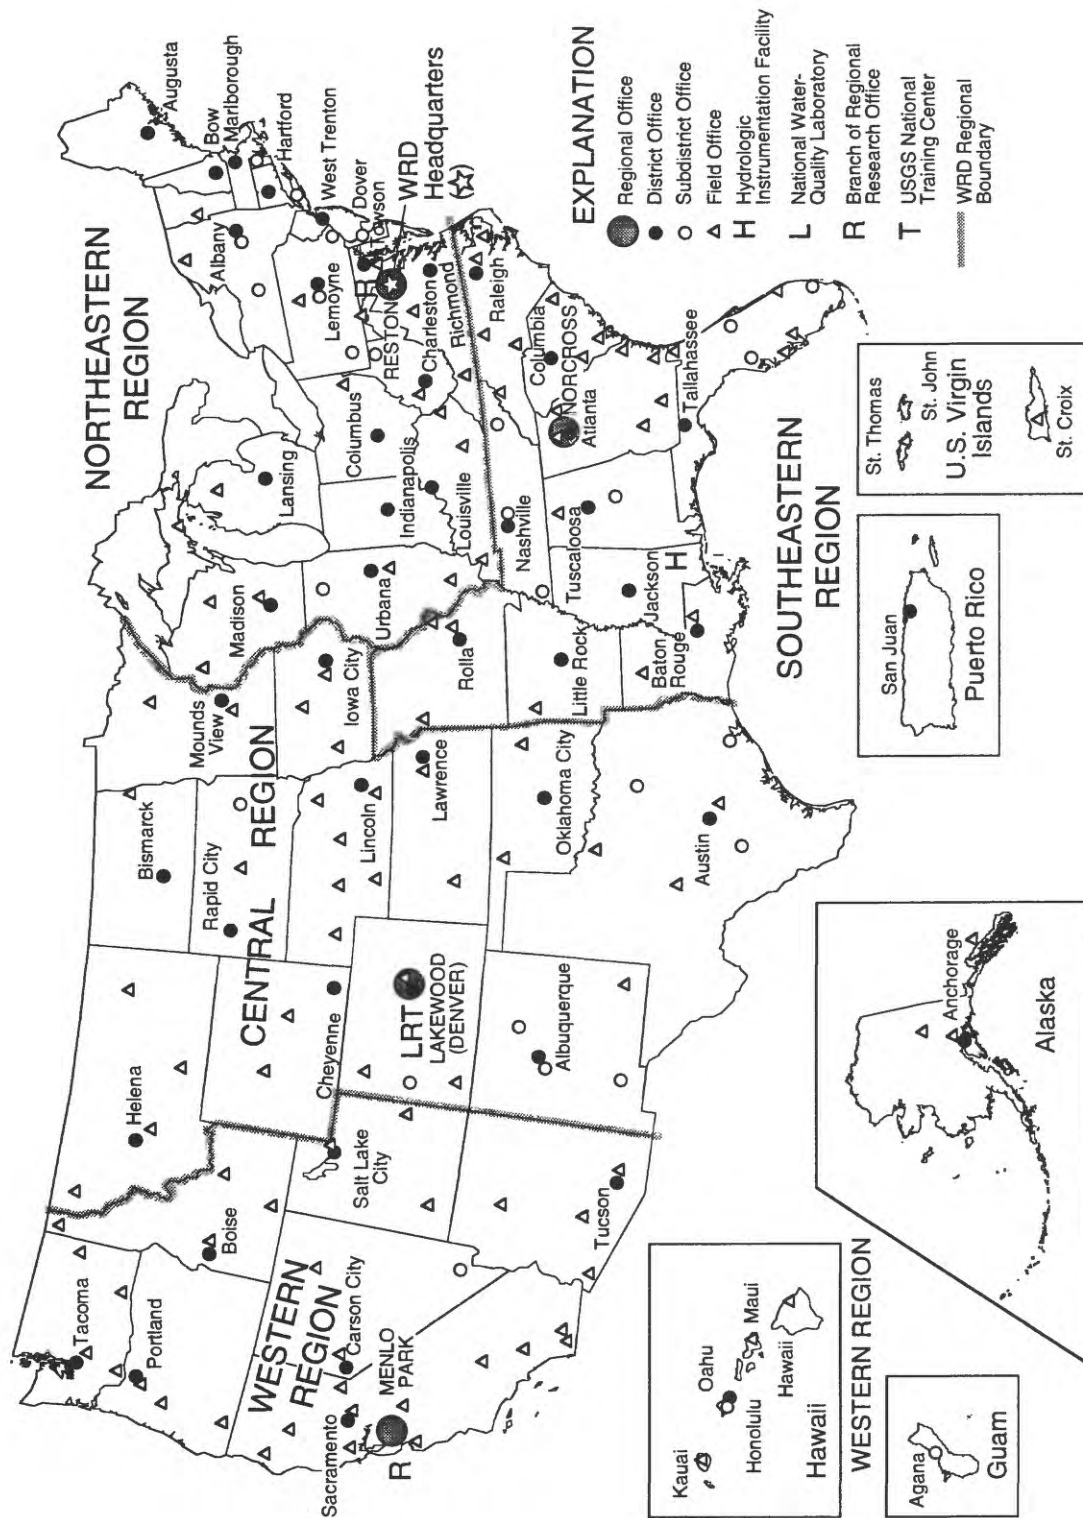 NORTHEASTERN
REGION
CENTRAL REGION
WESTERN
REGION
SOUTHEASTERN
REGION
Tacoma
Portland
Helena
Boise
Bismarck
Rapid City
Mounds
View
Madison
Lansing
Albany
Augusta
Bow
Marlborough
Hartford
West Trenton
Dover
Towson
WRD
Headquarters
(☆)
Lemoyne
R
RESTON
Charleston
Richmond
Columbus
Indianapolis
Louisville
Urbana
Iowa City
Rolla
Lincoln
Lawrence
Cheyenne
LRT
LAKEWOOD
(DENVER)
Salt Lake
City
Carson City
Sacramento
MENLO
PARK
R
Tucson
Albuquerque
Oklahoma City
Austin
Little Rock
Baton
Rouge
Jackson
H
Tuscaloosa
Nashville
Raleigh
Columbia
NORCROSS
Atlanta
Tallahassee
EXPLANATION
Regional Office
District Office
Subdistrict Office
Field Office
H Hydrologic
Instrumentation Facility
L National Water-
Quality Laboratory
R Branch of Regional
Research Office
T USGS National
Training Center
WRD Regional
Boundary
Kauai
Oahu
Honolulu
Maui
Hawaii
Hawaii
WESTERN REGION
Agana
Guam
Anchorage
Alaska
San Juan
Puerto Rico
St. Thomas
St. John
U.S. Virgin
Islands
St. Croix